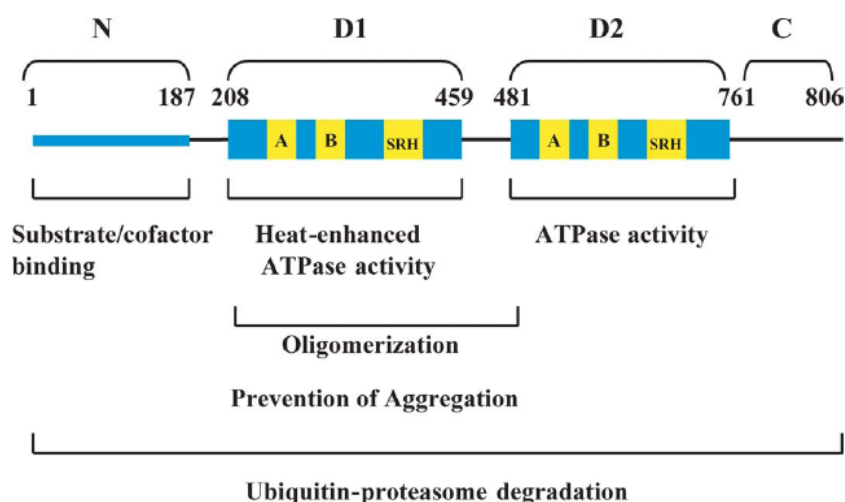 N D1 D2 C
1 187 208 459 481 761 806
A B SRH A B SRH
Substrate/cofactor Heat-enhanced ATPase activity
binding ATPase activity
Oligomerization
Prevention of Aggregation
Ubiquitin-proteasome degradation